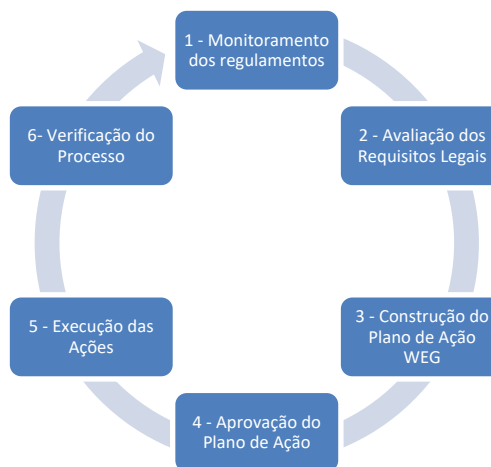 1 - Monitoramento
dos regulamentos
2 - Avaliação dos
Requisitos Legais
3 - Construção do
Plano de Ação
WEG
4 - Aprovação do
Plano de Ação
5 - Execução das
Ações
6- Verificação do
Processo